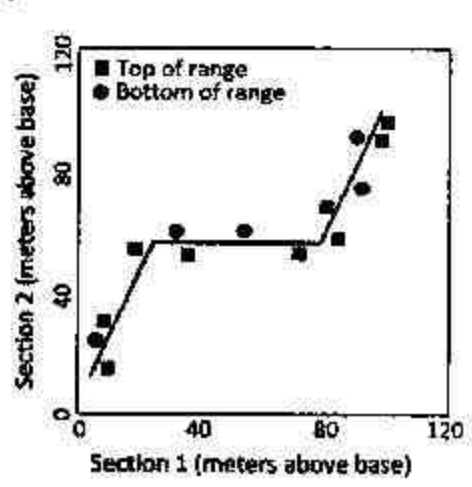 120
Top of range
Bottom of range
80
40
0
Section 2 (meters above base)
0 40 80 120
Section 1 (meters above base)